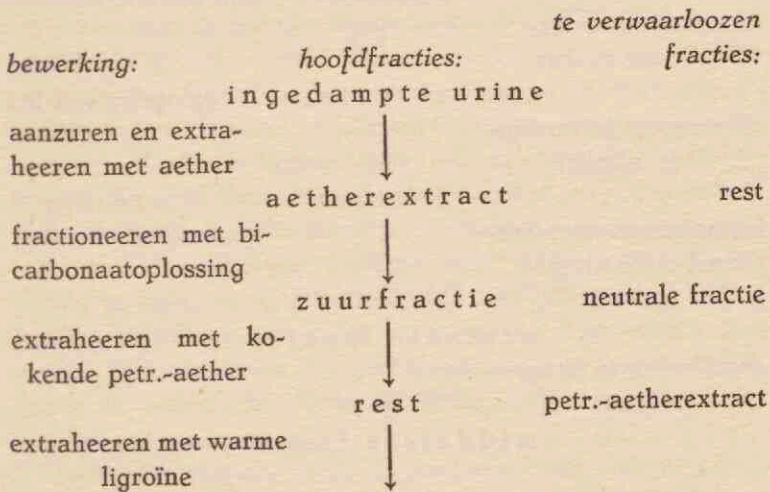 te verwaarloozen
bewerking: hoofdfracties: fracties:
ingedampte urine
aanzuren en extra-
heeren met aether
aetherextract rest
fractioneeren met bi-
carbonaatoplossing
zuurfractie neutrale fractie
extraheeren met ko-
kende petr.-aether
rest petr.-aetherextract
extraheeren met warme
ligroïne